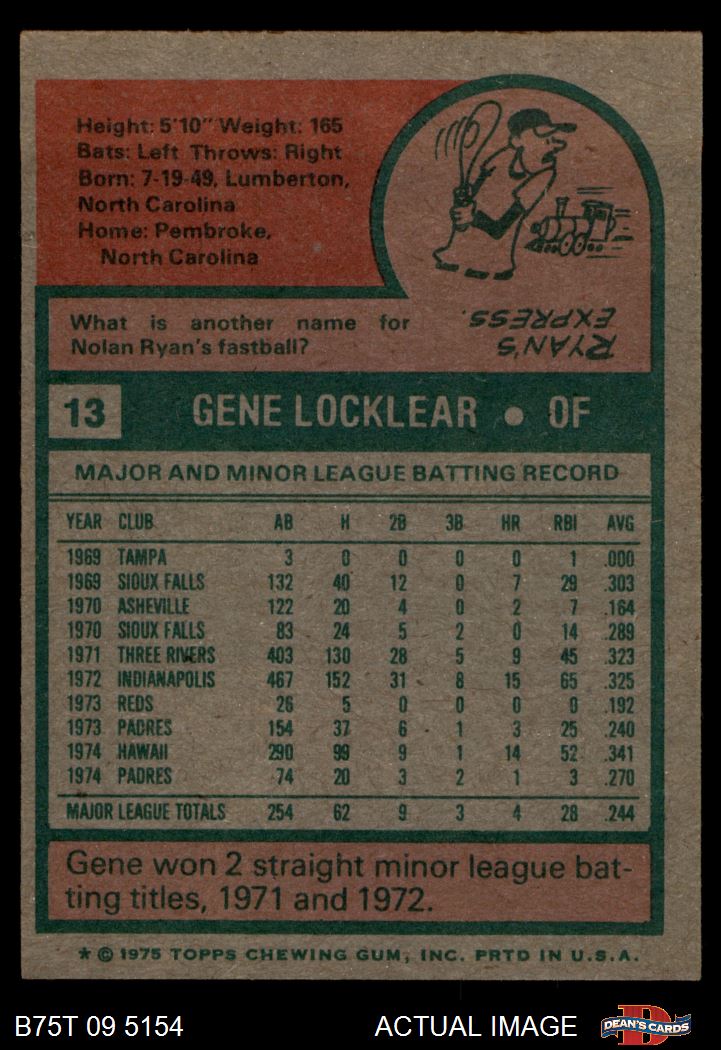 Height: 5'10" Weight: 165
Bats: Left Throws: Right
Born: 7-19-49, Lumberton,
North Carolina
Home: Pembroke,
North Carolina
What is another name for
Nolan Ryan's fastball?
RYAN'S
EXPRESS.
13 GENE LOCKLEAR • OF
MAJOR AND MINOR LEAGUE BATTING RECORD
YEAR CLUB AB H 2B 3B HR RBI AVG
1969 TAMPA 3 0 0 0 0 1 .000
1969 SIOUX FALLS 132 40 12 0 7 29 .303
1970 ASHEVILLE 122 20 4 0 2 7 .164
1970 SIOUX FALLS 83 24 5 2 0 14 .289
1971 THREE RIVERS 403 130 28 5 9 45 .323
1972 INDIANAPOLIS 467 152 31 8 15 65 .325
1973 REDS 26 5 0 0 0 0 .192
1973 PADRES 154 37 6 1 3 25 .240
1974 HAWAII 290 99 9 1 14 52 .341
1974 PADRES 74 20 3 2 1 3 .270
MAJOR LEAGUE TOTALS 254 62 9 3 4 28 .244
Gene won 2 straight minor league bat-
ting titles, 1971 and 1972.
★ © 1975 TOPPS CHEWING GUM, INC. PRTD IN U.S.A.
B75T 09 5154 ACTUAL IMAGE
D
DEAN'S CARDS